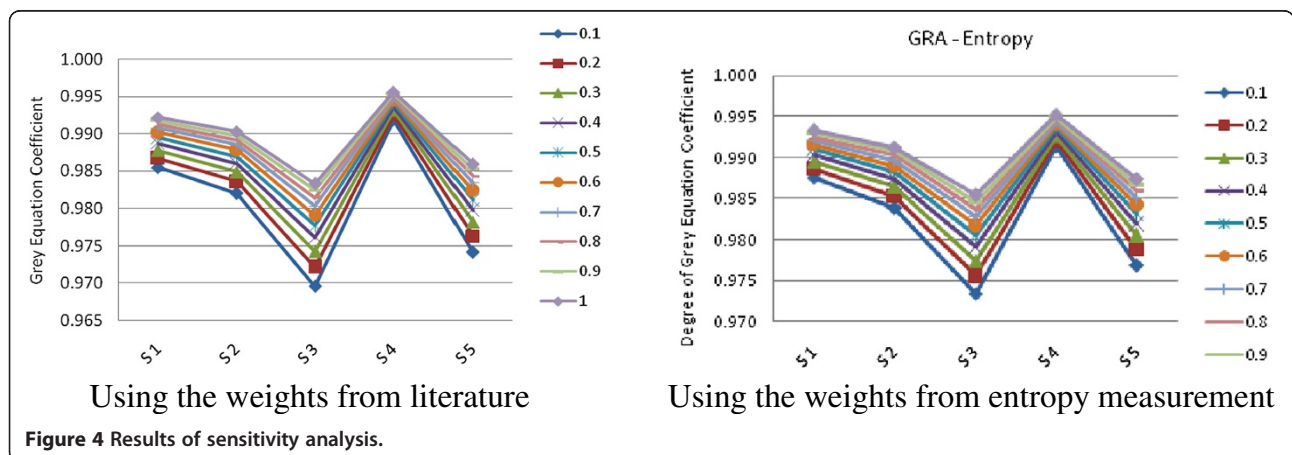 Grey Equation Coefficient
1.000
0.995
0.990
0.985
0.980
0.975
0.970
0.965
S1
S2
S3
S4
S5
0.1
0.2
0.3
0.4
0.5
0.6
0.7
0.8
0.9
1
Using the weights from literature
GRA - Entropy
Degree of Grey Equation Coefficient
1.000
0.995
0.990
0.985
0.980
0.975
0.970
S1
S2
S3
S4
S5
0.1
0.2
0.3
0.4
0.5
0.6
0.7
0.8
0.9
Using the weights from entropy measurement
Figure 4 Results of sensitivity analysis.